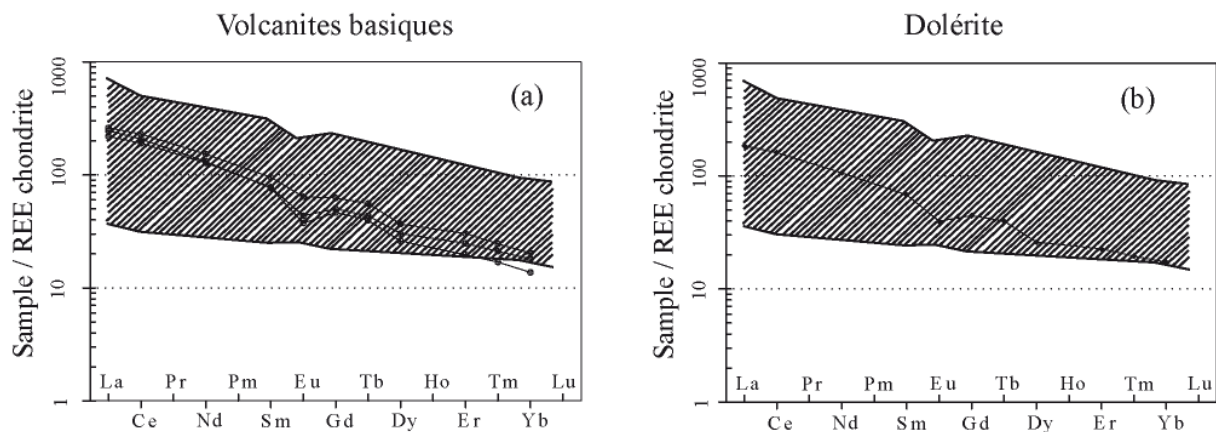 Volcanites basiques
Sample / REE chondrite
1000
100
10
1
(a)
La Pr Pm Eu Tb Ho Tm Lu
Ce Nd Sm Gd Dy Er Yb
Dolérite
Sample / REE chondrite
1000
100
10
1
(b)
La Pr Pm Eu Tb Ho Tm Lu
Ce Nd Sm Gd Dy Er Yb